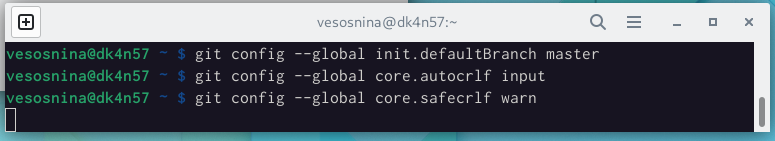 vesosnina@dk4n57:~
vesosnina@dk4n57 ~ $ git config --global init.defaultBranch master
vesosnina@dk4n57 ~ $ git config --global core.autocrlf input
vesosnina@dk4n57 ~ $ git config --global core.safecrlf warn